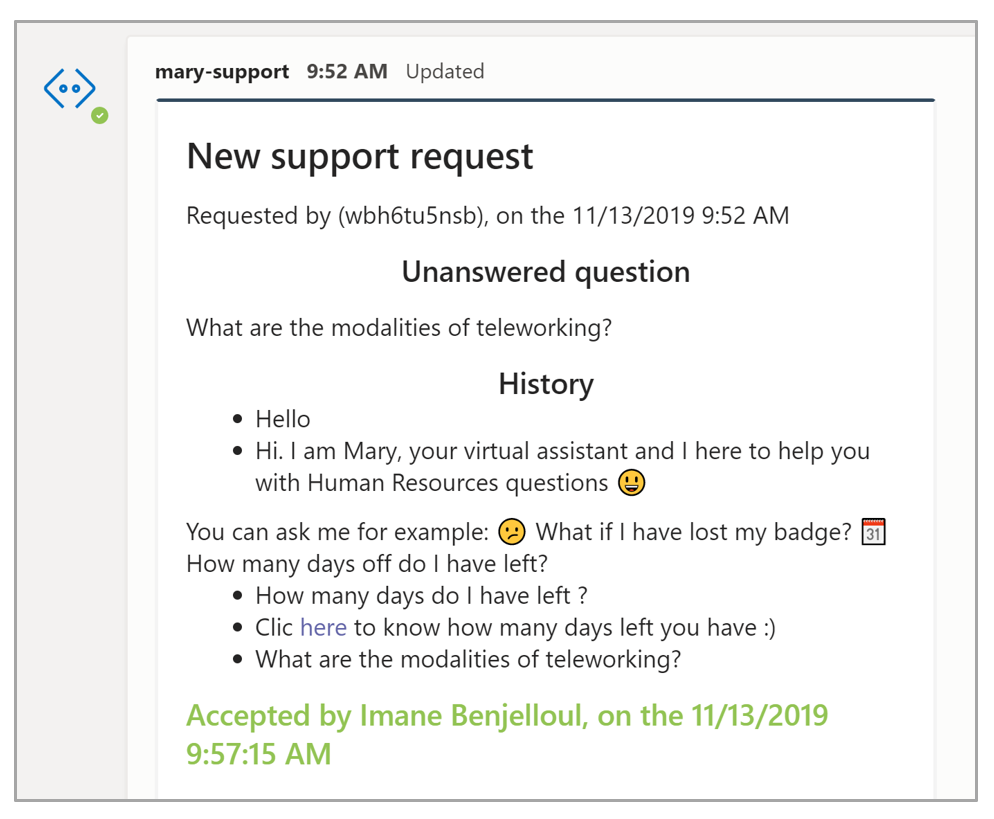 mary-support 9:52 AM Updated
New support request
Requested by (wbh6tu5nsb), on the 11/13/2019 9:52 AM
Unanswered question
What are the modalities of teleworking?
History
• Hello
• Hi. I am Mary, your virtual assistant and I here to help you
with Human Resources questions 😃
You can ask me for example: 😕 What if I have lost my badge? 📅
How many days off do I have left?
• How many days do I have left ?
• Clic here to know how many days left you have :)
• What are the modalities of teleworking?
Accepted by Imane Benjelloul, on the 11/13/2019
9:57:15 AM